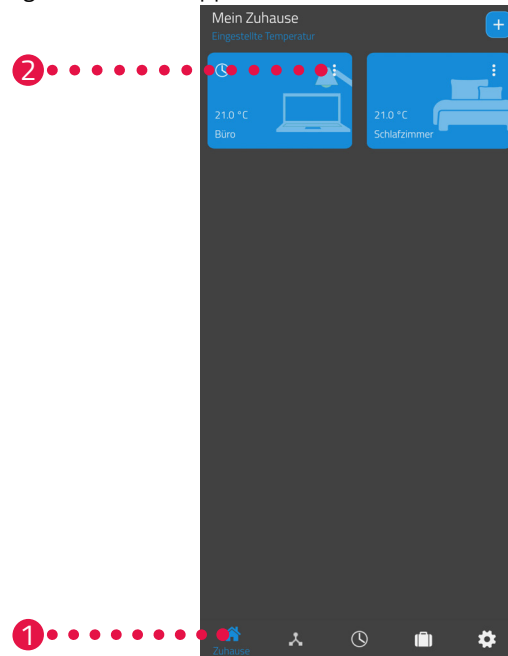 Mein Zuhause
Eingestellte Temperatur
2
21.0 °C
Büro
21.0 °C
Schlafzimmer
1
Zuhause